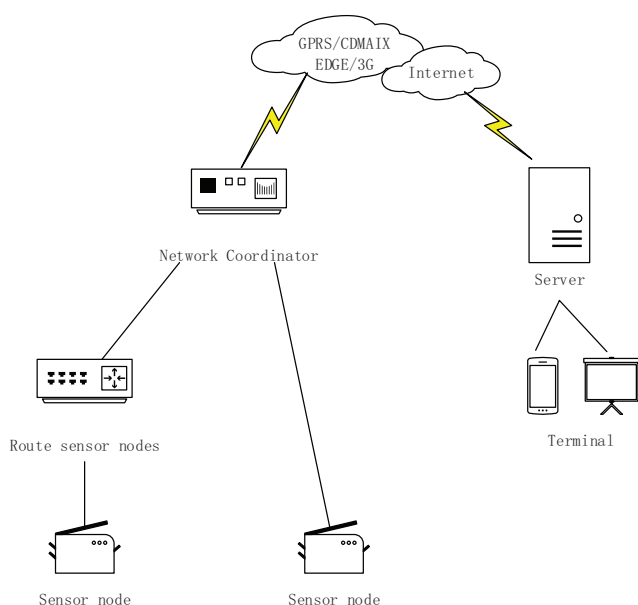 GPRS/CDMAIX
EDGE/3G
Internet
Network Coordinator
Server
Route sensor nodes
Terminal
Sensor node
Sensor node